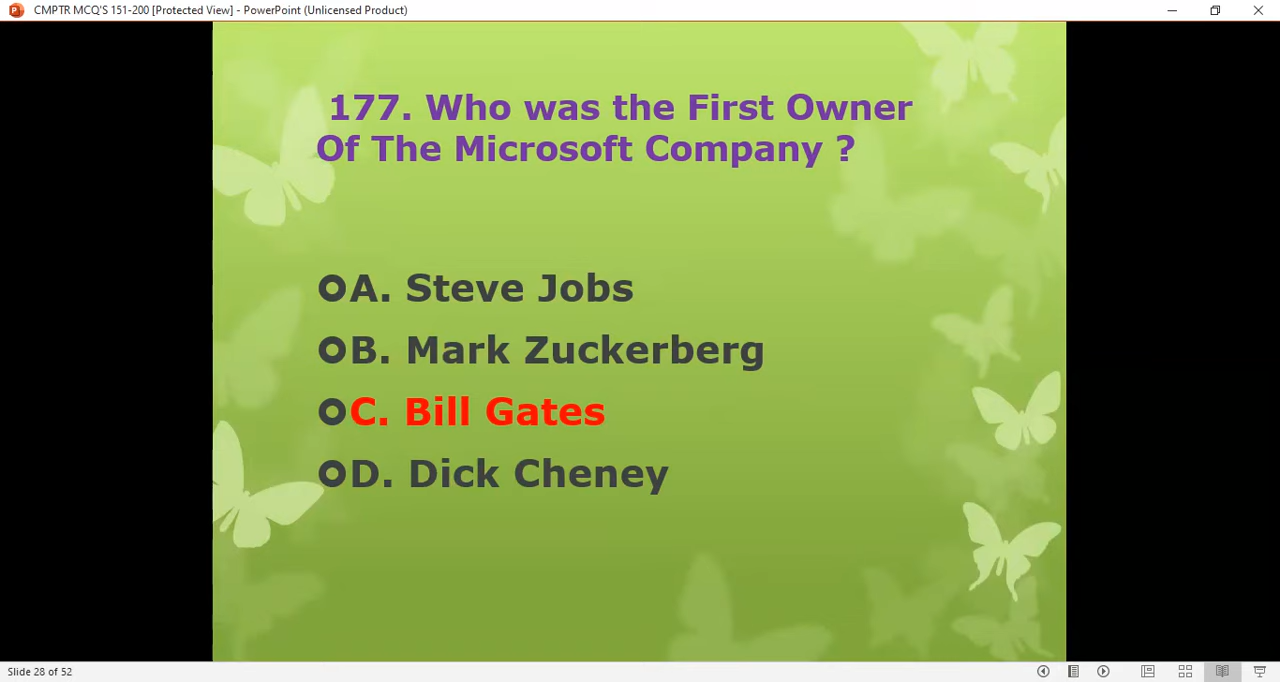 CMPTR MCQ'S 151-200 [Protected View] - PowerPoint (Unlicensed Product)
177. Who was the First Owner
Of The Microsoft Company ?
A. Steve Jobs
B. Mark Zuckerberg
C. Bill Gates
D. Dick Cheney
Slide 28 of 52